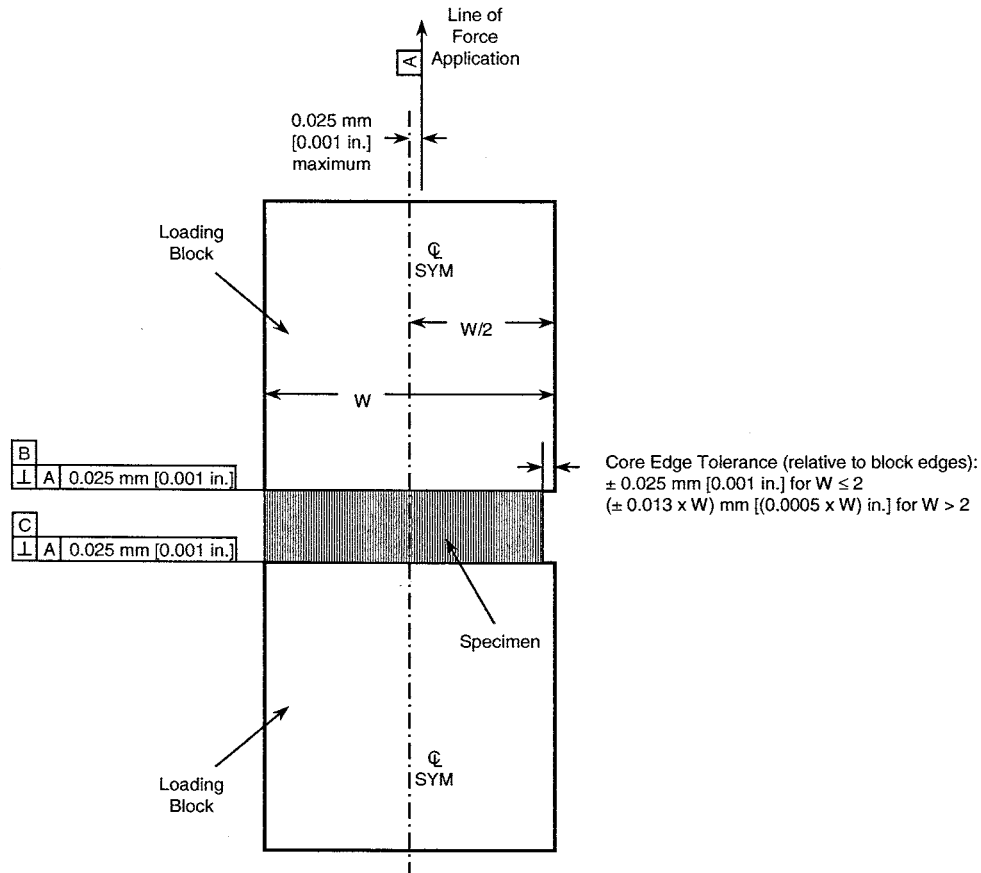 Line of
Force
Application
A
0.025 mm
[0.001 in.]
maximum
Loading
Block
℄
SYM
W/2
W
B
⊥ A 0.025 mm [0.001 in.]
C
⊥ A 0.025 mm [0.001 in.]
Core Edge Tolerance (relative to block edges):
± 0.025 mm [0.001 in.] for W ≤ 2
(± 0.013 x W) mm [(0.0005 x W) in.] for W > 2
Specimen
℄
SYM
Loading
Block